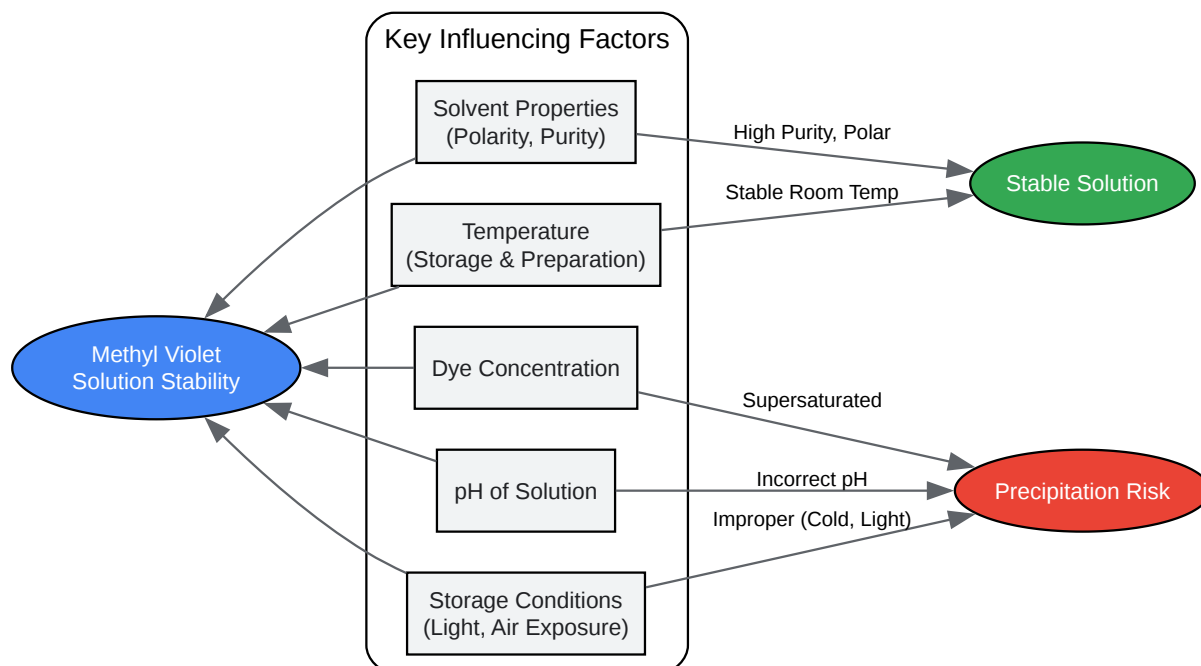 Key Influencing Factors
Solvent Properties
(Polarity, Purity)
High Purity, Polar
Stable Solution
Stable Room Temp
Temperature
(Storage & Preparation)
Methyl Violet
Solution Stability
Dye Concentration
Supersaturated
pH of Solution
Incorrect pH
Precipitation Risk
Improper (Cold, Light)
Storage Conditions
(Light, Air Exposure)